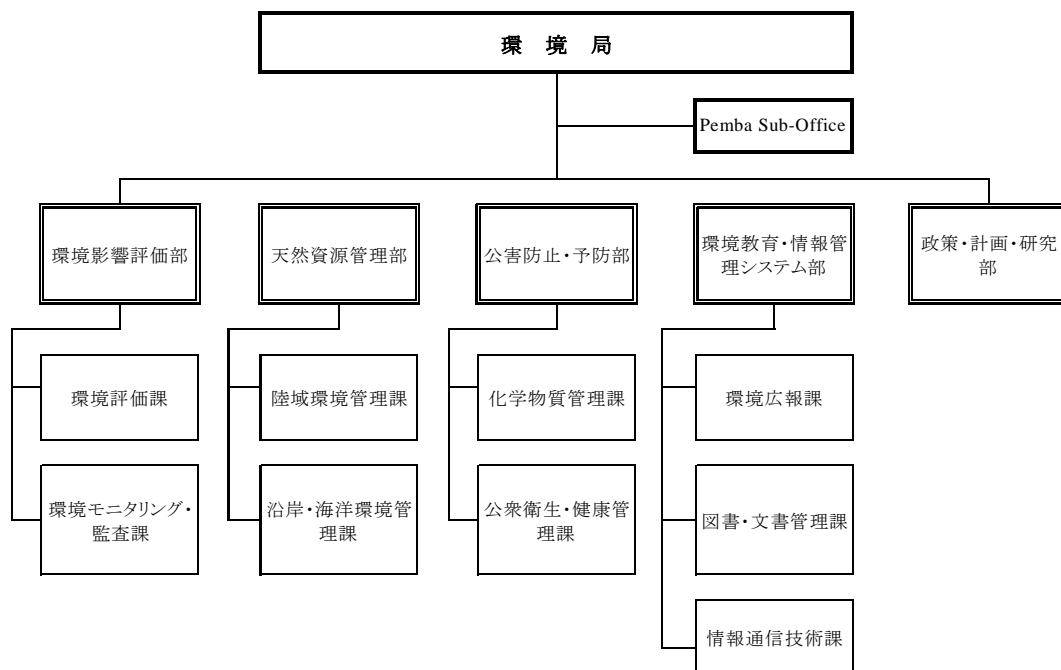 環 境 局
Pemba Sub-Office
環境影響評価部
天然資源管理部
公害防止・予防部
環境教育・情報管
理システム部
政策・計画・研究
部
環境評価課
陸域環境管理課
化学物質管理課
環境広報課
環境モニタリング・
監査課
沿岸・海洋環境管
理課
公衆衛生・健康管
理課
図書・文書管理課
情報通信技術課